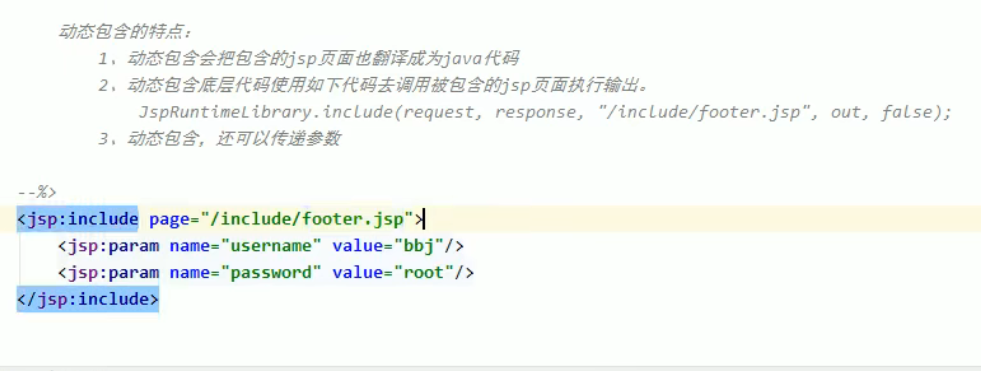 动态包含的特点:
1、动态包含会把包含的jsp页面也翻译成为java代码
2、动态包含底层代码使用如下代码去调用被包含的jsp页面执行输出。
JspRuntimeLibrary.include(request, response, "/include/footer.jsp", out, false);
3、动态包含,还可以传递参数
--%>
<jsp:include page="/include/footer.jsp">
<jsp:param name="username" value="bbj"/>
<jsp:param name="password" value="root"/>
</jsp:include>